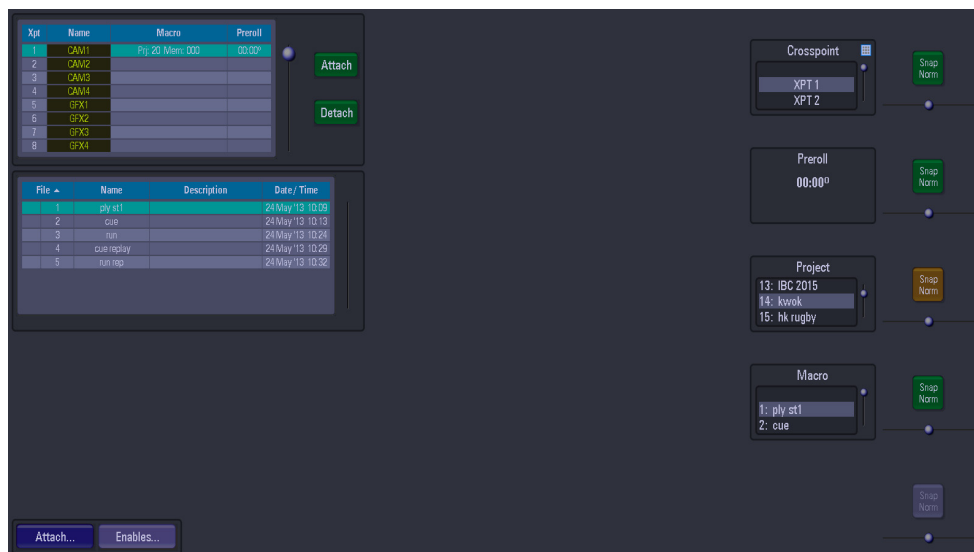 Xpt Name Macro Preroll
1 CAM1 Prj: 20 Mem: 000 00:00⁰
2 CAM2
3 CAM3
4 CAM4
5 GFX1
6 GFX2
7 GFX3
8 GFX4
Attach
Detach
File Name Description Date/ Time
1 ply st1 24 May '13 10:09
2 cue 24 May '13 10:13
3 run 24 May '13 10:24
4 cue replay 24 May '13 10:29
5 run rep 24 May '13 10:32
Crosspoint
XPT 1
XPT 2
Snap
Norm
Preroll
00:00⁰
Snap
Norm
Project
13: IBC 2015
14: kwok
15: hk rugby
Snap
Norm
Macro
1: ply st1
2: cue
Snap
Norm
Snap
Norm
Attach... Enables...